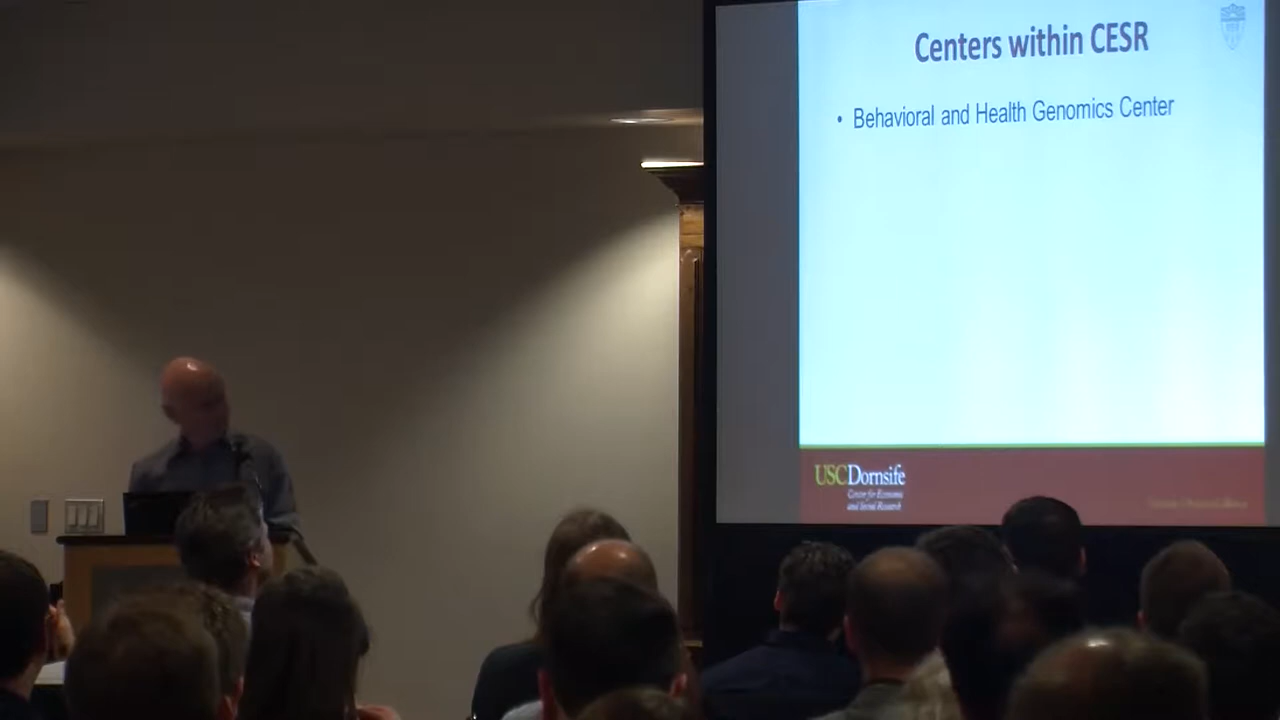 Centers within CESR
• Behavioral and Health Genomics Center
USCDornsife
Center for Economic
and Social Research